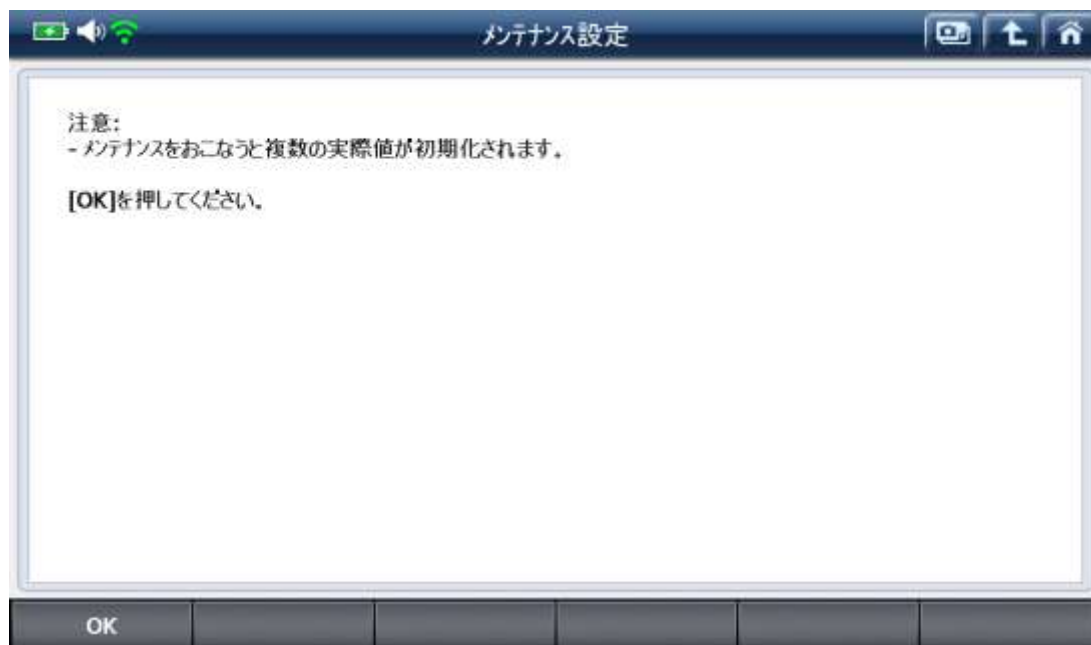 メンテナンス設定
注意:
- メンテナンスをおこなうと複数の実際値が初期化されます。
[OK]を押してください。
OK